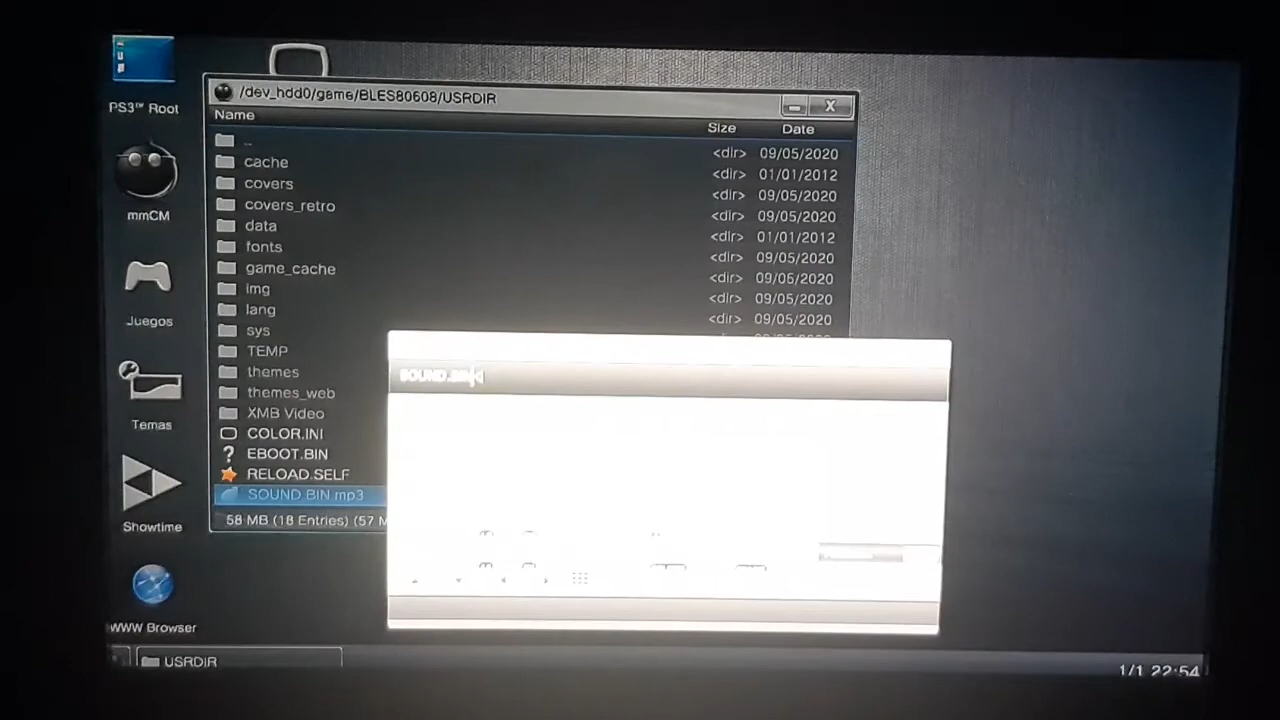 PS3™ Root
mmCM
Juegos
Temas
Showtime
WWW Browser
/dev_hdd0/game/BLES80608/USRDIR
Name Size Date
.. <dir> 09/05/2020
cache <dir> 01/01/2012
covers <dir> 09/05/2020
covers_retro <dir> 09/05/2020
data <dir> 01/01/2012
fonts <dir> 09/05/2020
game_cache <dir> 09/05/2020
img <dir> 09/05/2020
lang <dir> 09/05/2020
sys
TEMP
themes
themes_web
XMB Video
COLOR.INI
EBOOT.BIN
RELOAD.SELF
SOUND.BIN.mp3
58 MB (18 Entries) (57 M
SOUND.BIN
USRDIR
1/1 22:54